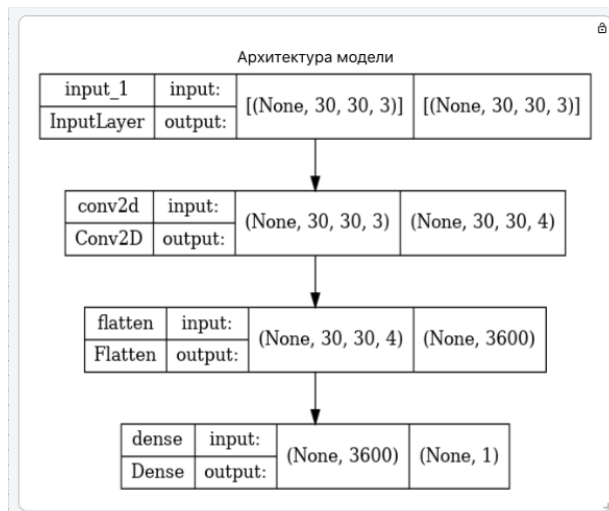 Архитектура модели
input_1 input: [(None, 30, 30, 3)] [(None, 30, 30, 3)]
InputLayer output:
conv2d input: (None, 30, 30, 3) (None, 30, 30, 4)
Conv2D output:
flatten input: (None, 30, 30, 4) (None, 3600)
Flatten output:
dense input: (None, 3600) (None, 1)
Dense output: